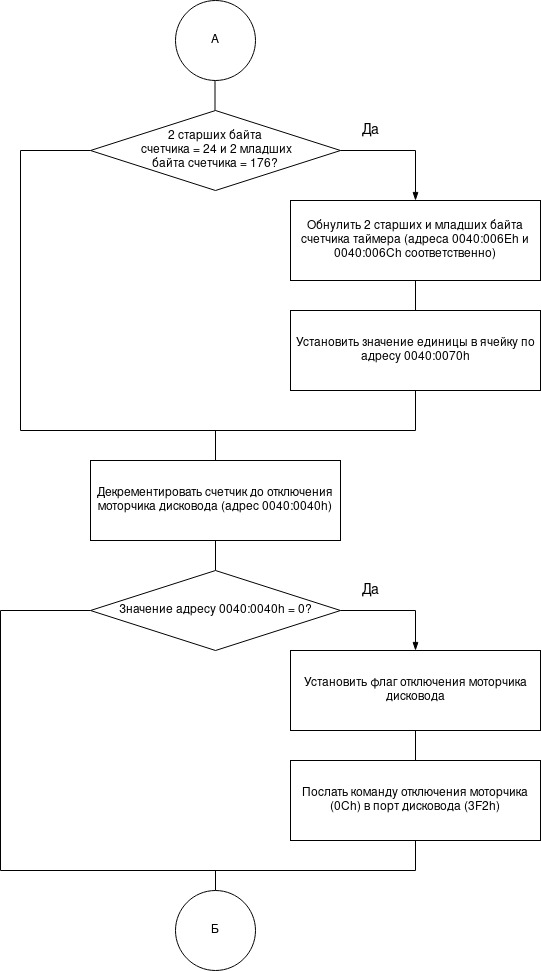 А
2 старших байта
счетчика = 24 и 2 младших
байта счетчика = 176?
Да
Обнулить 2 старших и младших байта
счетчика таймера (адреса 0040:006Eh и
0040:006Ch соответственно)
Установить значение единицы в ячейку по
адресу 0040:0070h
Декрементировать счетчик до отключения
моторчика дисковода (адрес 0040:0040h)
Значение адресу 0040:0040h = 0?
Да
Установить флаг отключения моторчика
дисковода
Послать команду отключения моторчика
(0Ch) в порт дисковода (3F2h)
Б